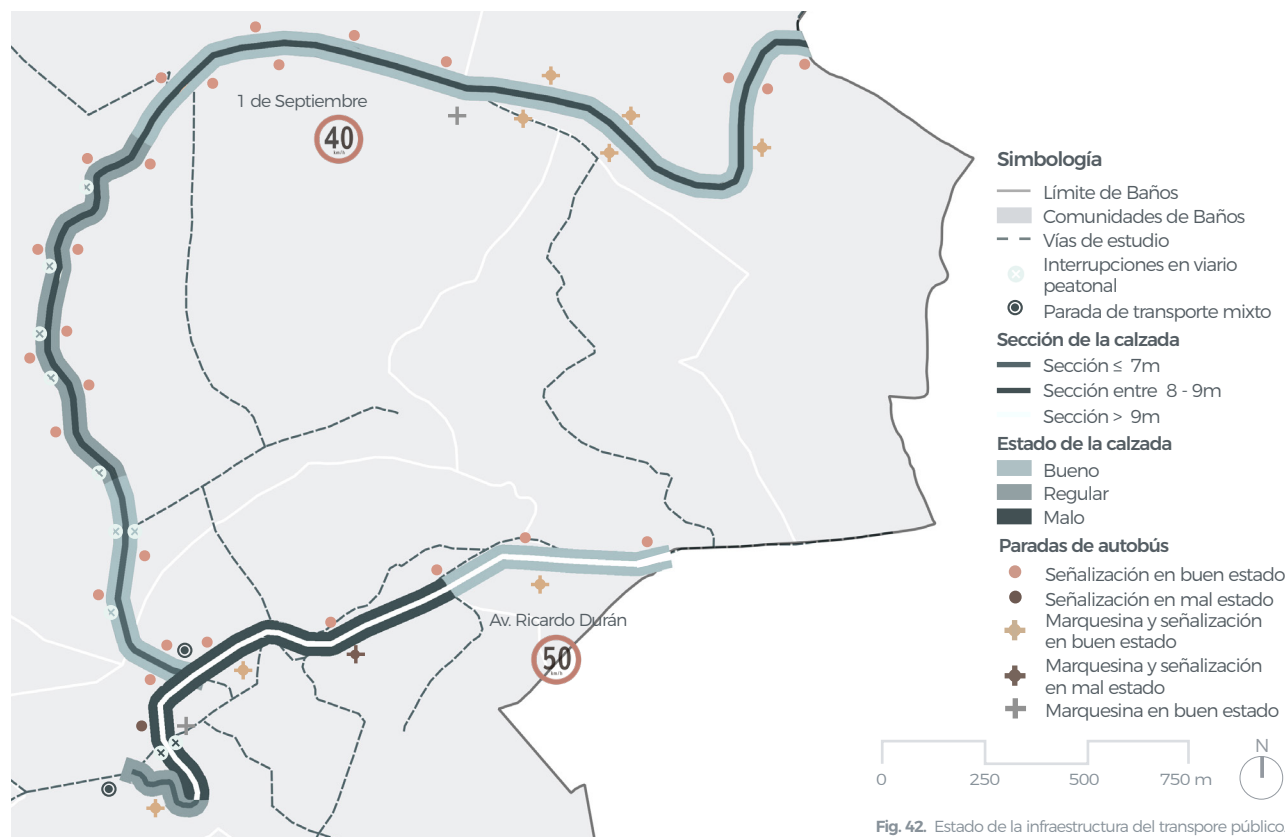 1 de Septiembre
40
km/h
Av. Ricardo Durán
50
km/h
Simbología
Límite de Baños
Comunidades de Baños
Vías de estudio
Interrupciones en viario
peatonal
Parada de transporte mixto
Sección de la calzada
Sección ≤ 7m
Sección entre 8 - 9m
Sección > 9m
Estado de la calzada
Bueno
Regular
Malo
Paradas de autobús
Señalización en buen estado
Señalización en mal estado
Marquesina y señalización
en buen estado
Marquesina y señalización
en mal estado
Marquesina en buen estado
0 250 500 750 m
N
Fig. 42. Estado de la infraestructura del transpore público